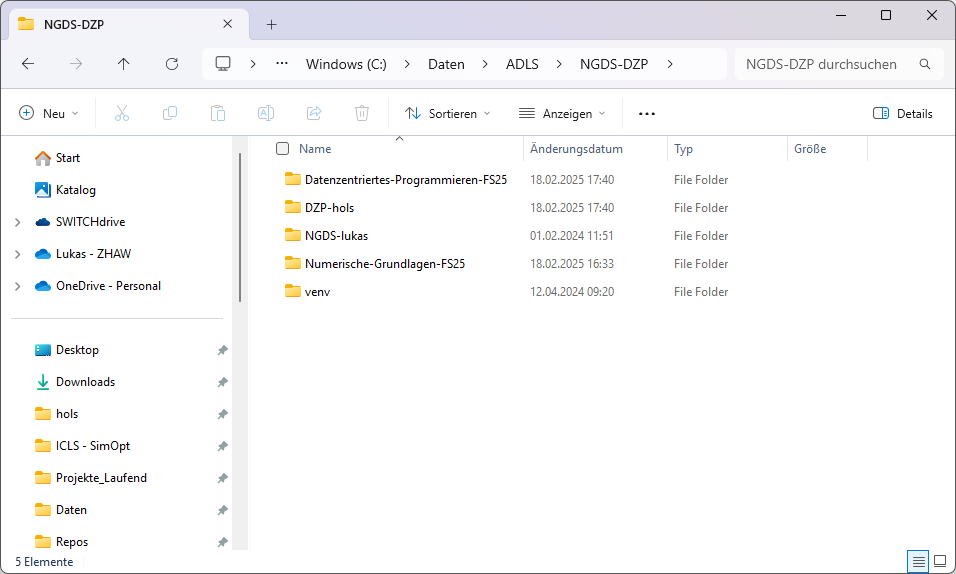 NGDS-DZP
Windows (C:) Daten ADLS NGDS-DZP
NGDS-DZP durchsuchen
Neu Sortieren Anzeigen Details
Name Änderungsdatum Typ Größe
Datenzentriertes-Programmieren-FS25 18.02.2025 17:40 File Folder
DZP-hols 18.02.2025 17:40 File Folder
NGDS-lukas 01.02.2024 11:51 File Folder
Numerische-Grundlagen-FS25 18.02.2025 16:33 File Folder
venv 12.04.2024 09:20 File Folder
Start
Katalog
SWITCHdrive
Lukas - ZHAW
OneDrive - Personal
Desktop
Downloads
hols
ICLS - SimOpt
Projekte_Laufend
Daten
Repos
5 Elemente